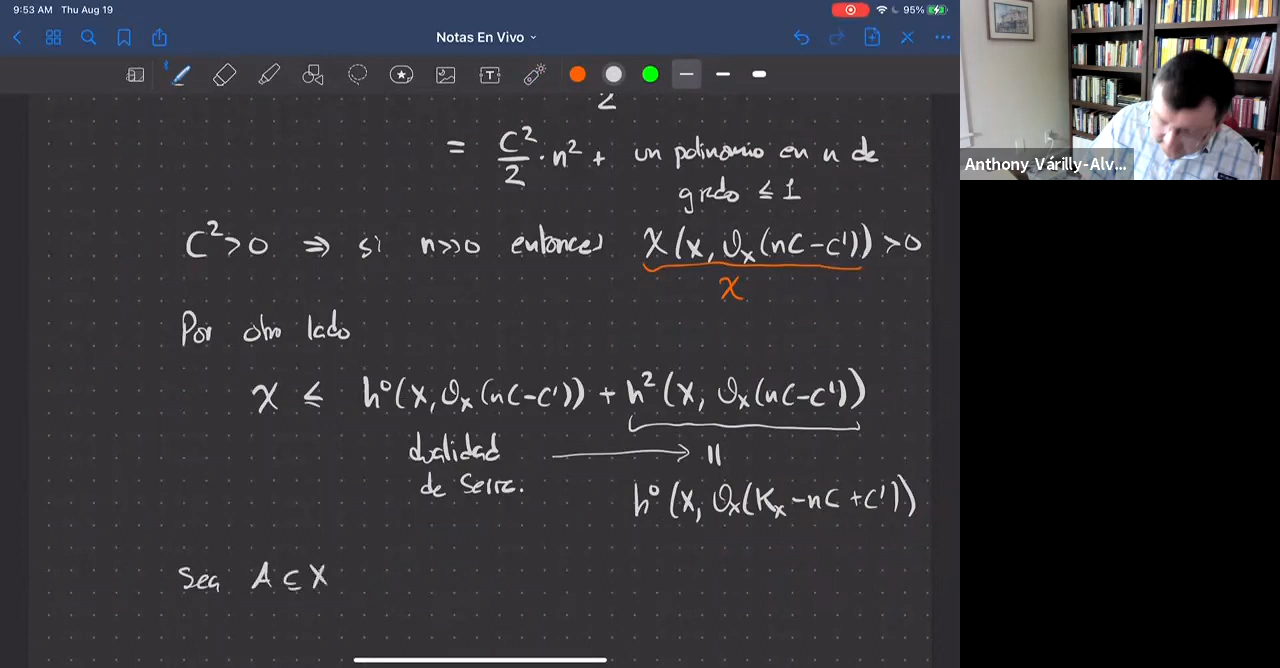 9:53 AM Thu Aug 19
95%
Notas En Vivo
Anthony Várilly-Alv...
2
= C²/2 · n² + un polinomio en n de
grado ≤ 1
C² > 0 ⇒ si n >> 0 entonces χ(X, O_X(nC - C')) > 0
χ
Por otro lado
χ ≤ h⁰(X, O_X(nC - C')) + h²(X, O_X(nC - C'))
dualidad ⟶ ||
de Serre.
h⁰(X, O_X(K_X - nC + C'))
Sea A ⊂ X